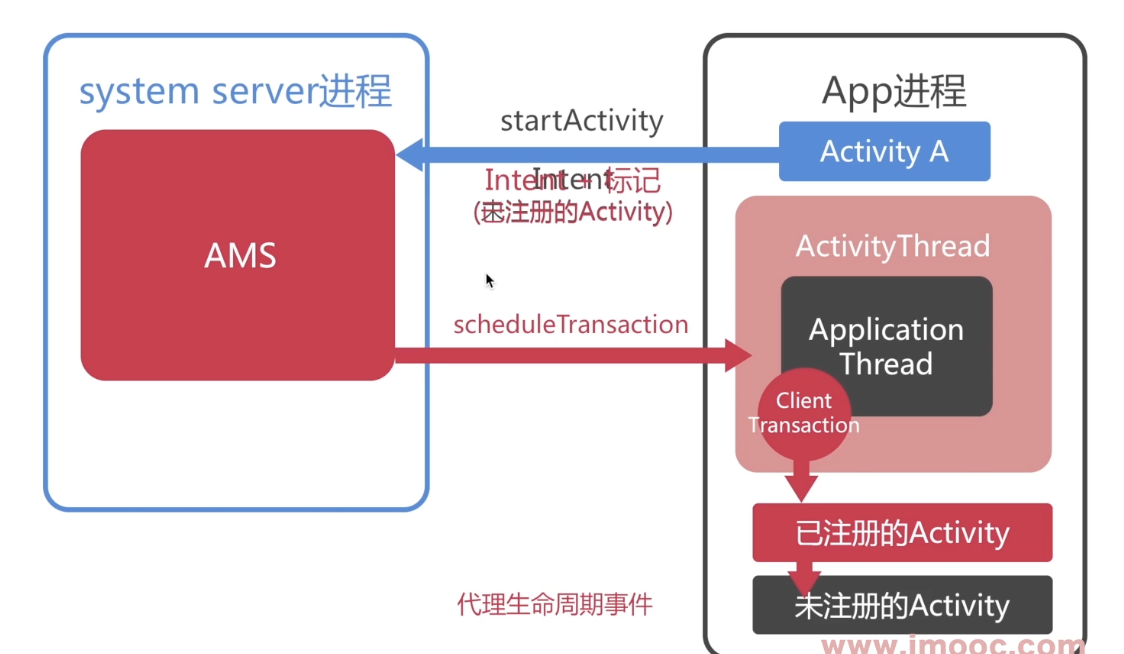 system server进程
App进程
startActivity
Activity A
Intent + 标记
Intent
(未注册的Activity)
AMS
ActivityThread
scheduleTransaction
Application
Thread
Client
Transaction
已注册的Activity
代理生命周期事件
未注册的Activity
www.imooc.com